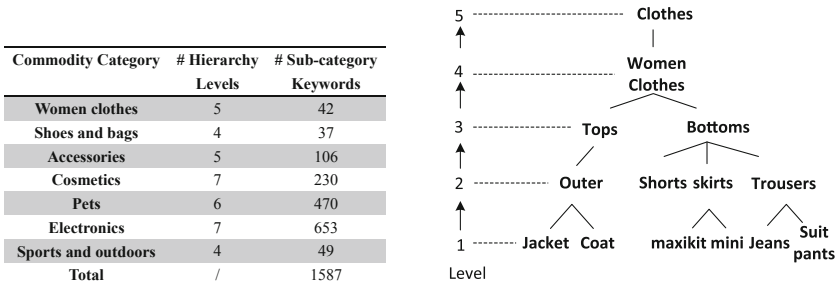 Commodity Category # Hierarchy Levels # Sub-category Keywords
Women clothes 5 42
Shoes and bags 4 37
Accessories 5 106
Cosmetics 7 230
Pets 6 470
Electronics 7 653
Sports and outdoors 4 49
Total / 1587
5 Clothes
4 Women Clothes
3 Tops Bottoms
2 Outer Shorts skirts Trousers
1 Jacket Coat maxikit mini Jeans Suit pants
Level